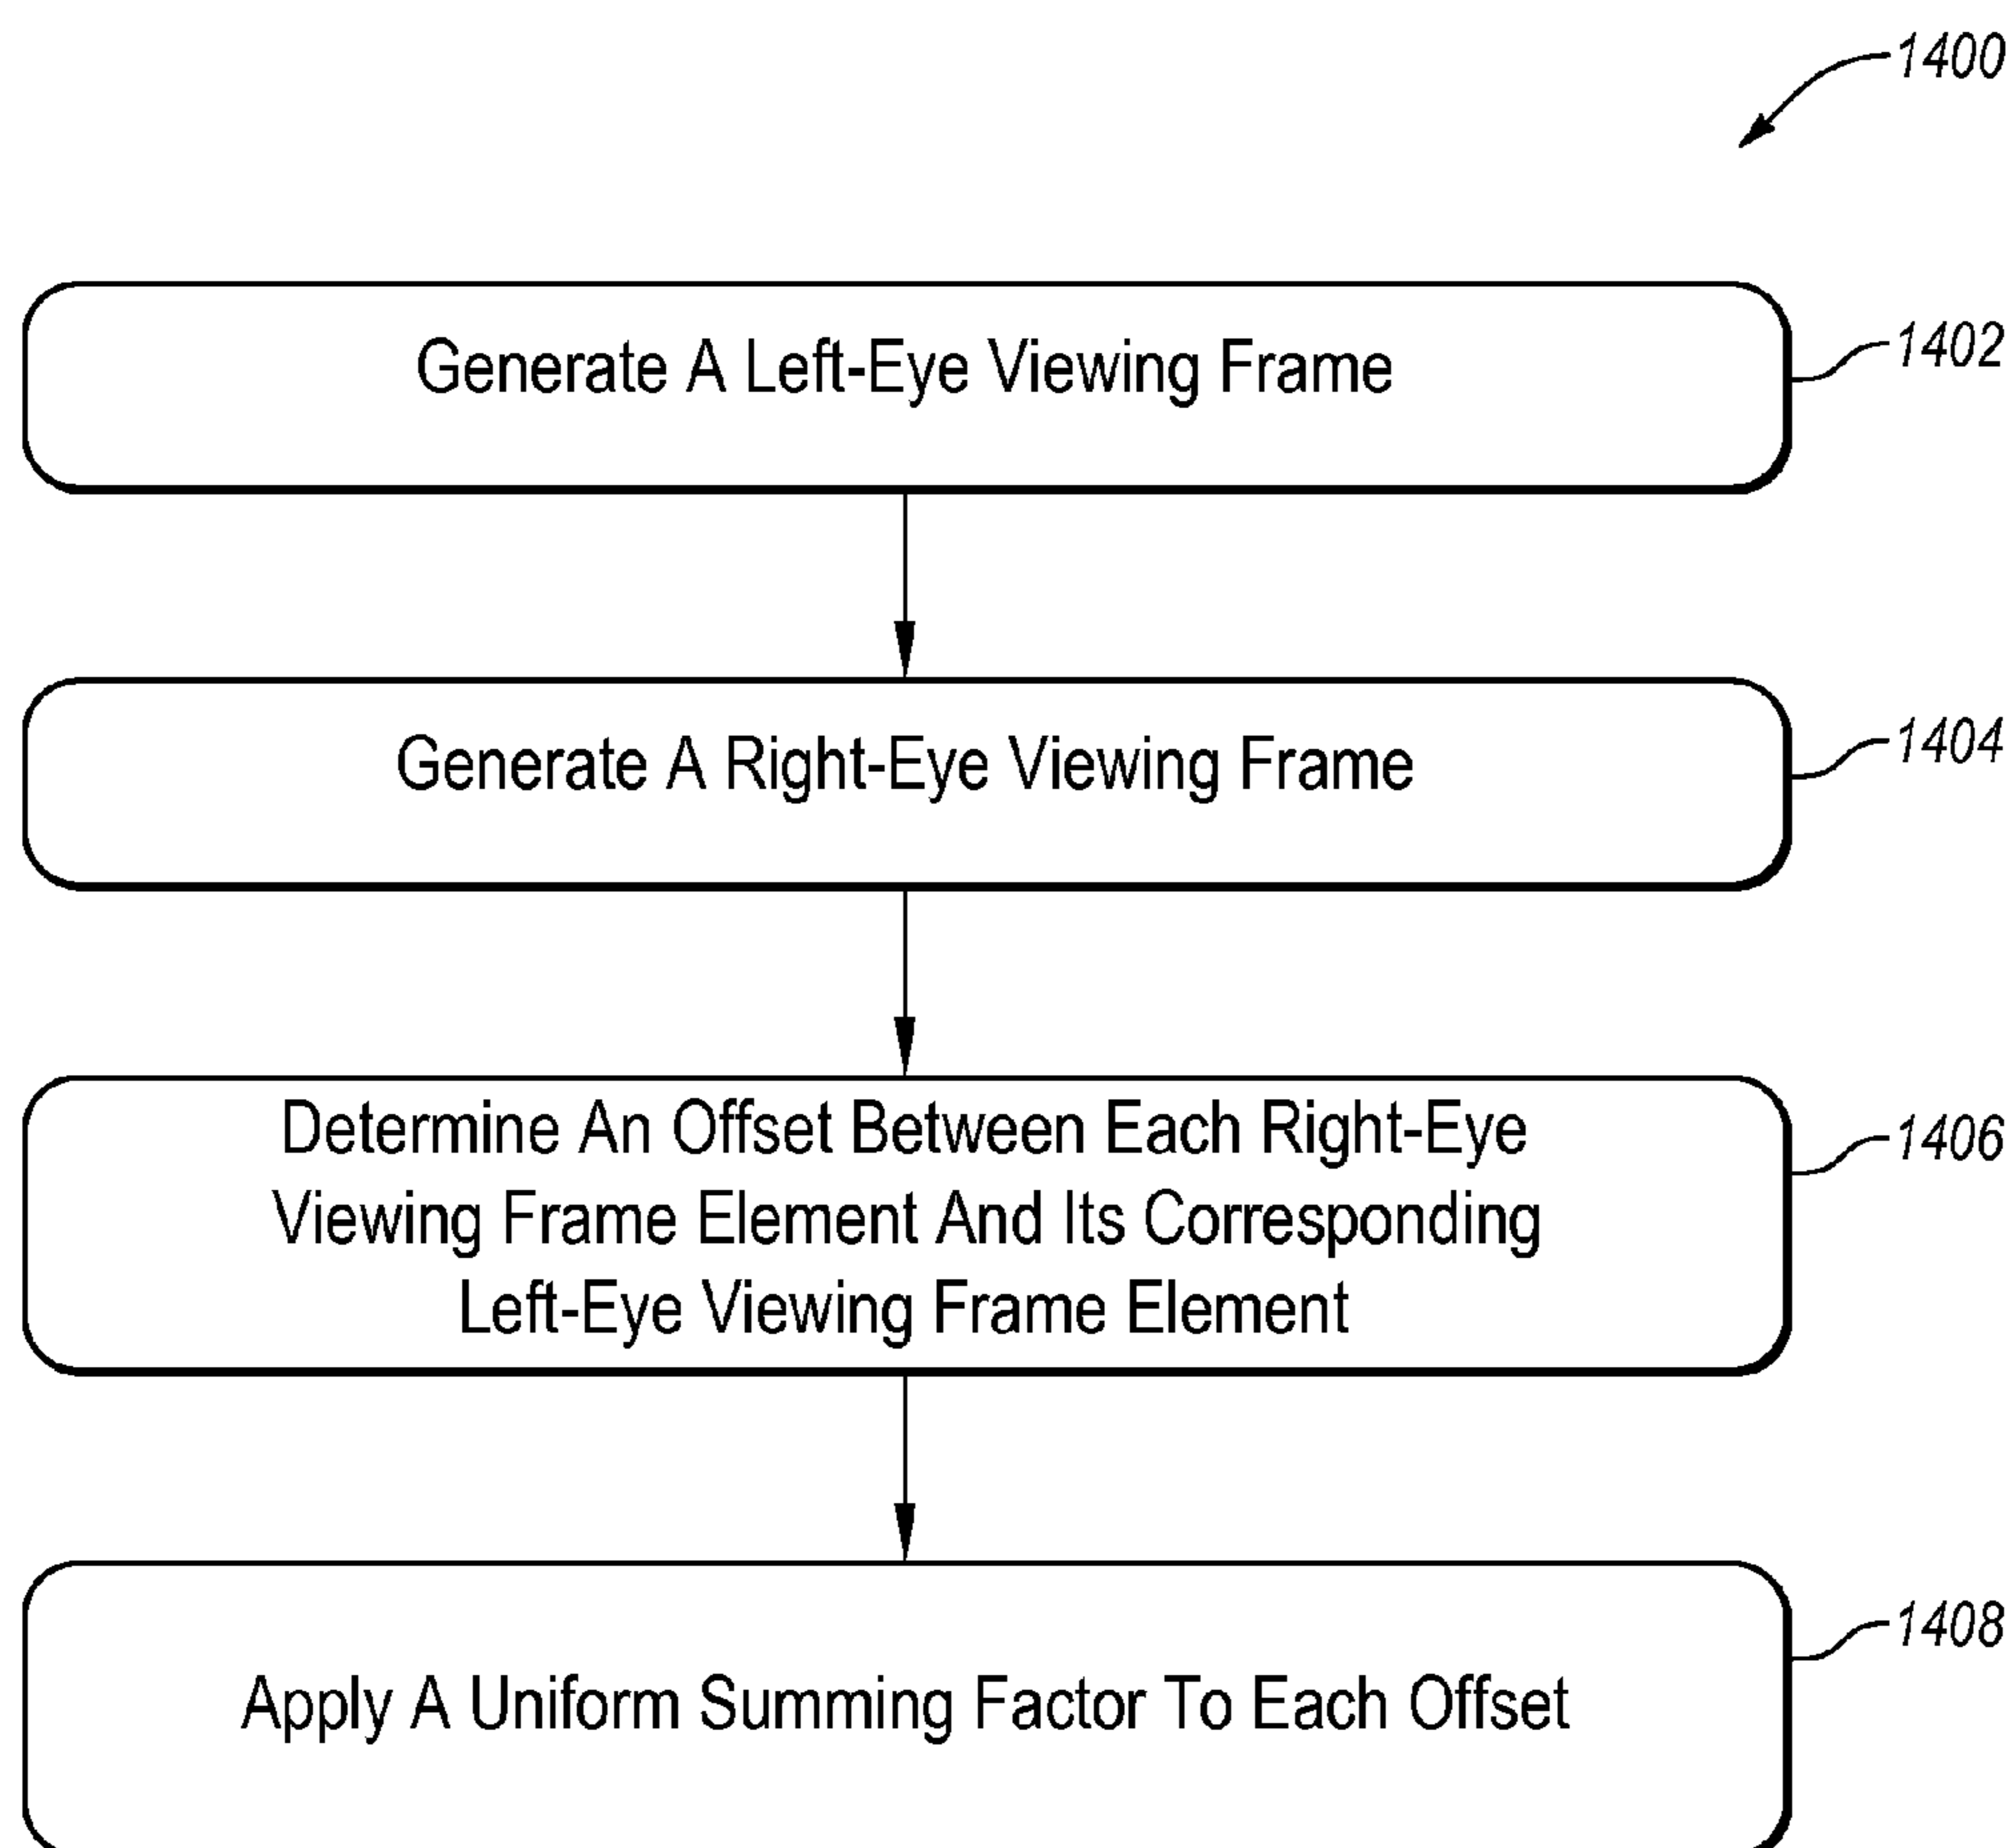 1400
Generate A Left-Eye Viewing Frame
1402
Generate A Right-Eye Viewing Frame
1404
Determine An Offset Between Each Right-Eye
Viewing Frame Element And Its Corresponding
Left-Eye Viewing Frame Element
1406
Apply A Uniform Summing Factor To Each Offset
1408